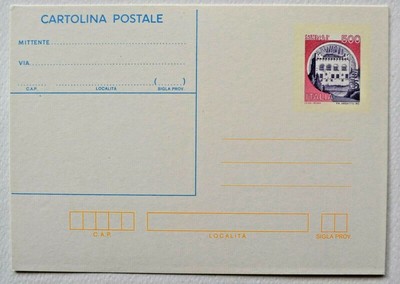 CARTOLINA POSTALE
MITTENTE
VIA
( )
C.A.P. LOCALITÀ SIGLA PROV.
500
ITALIA
C.A.P. LOCALITÀ SIGLA PROV.